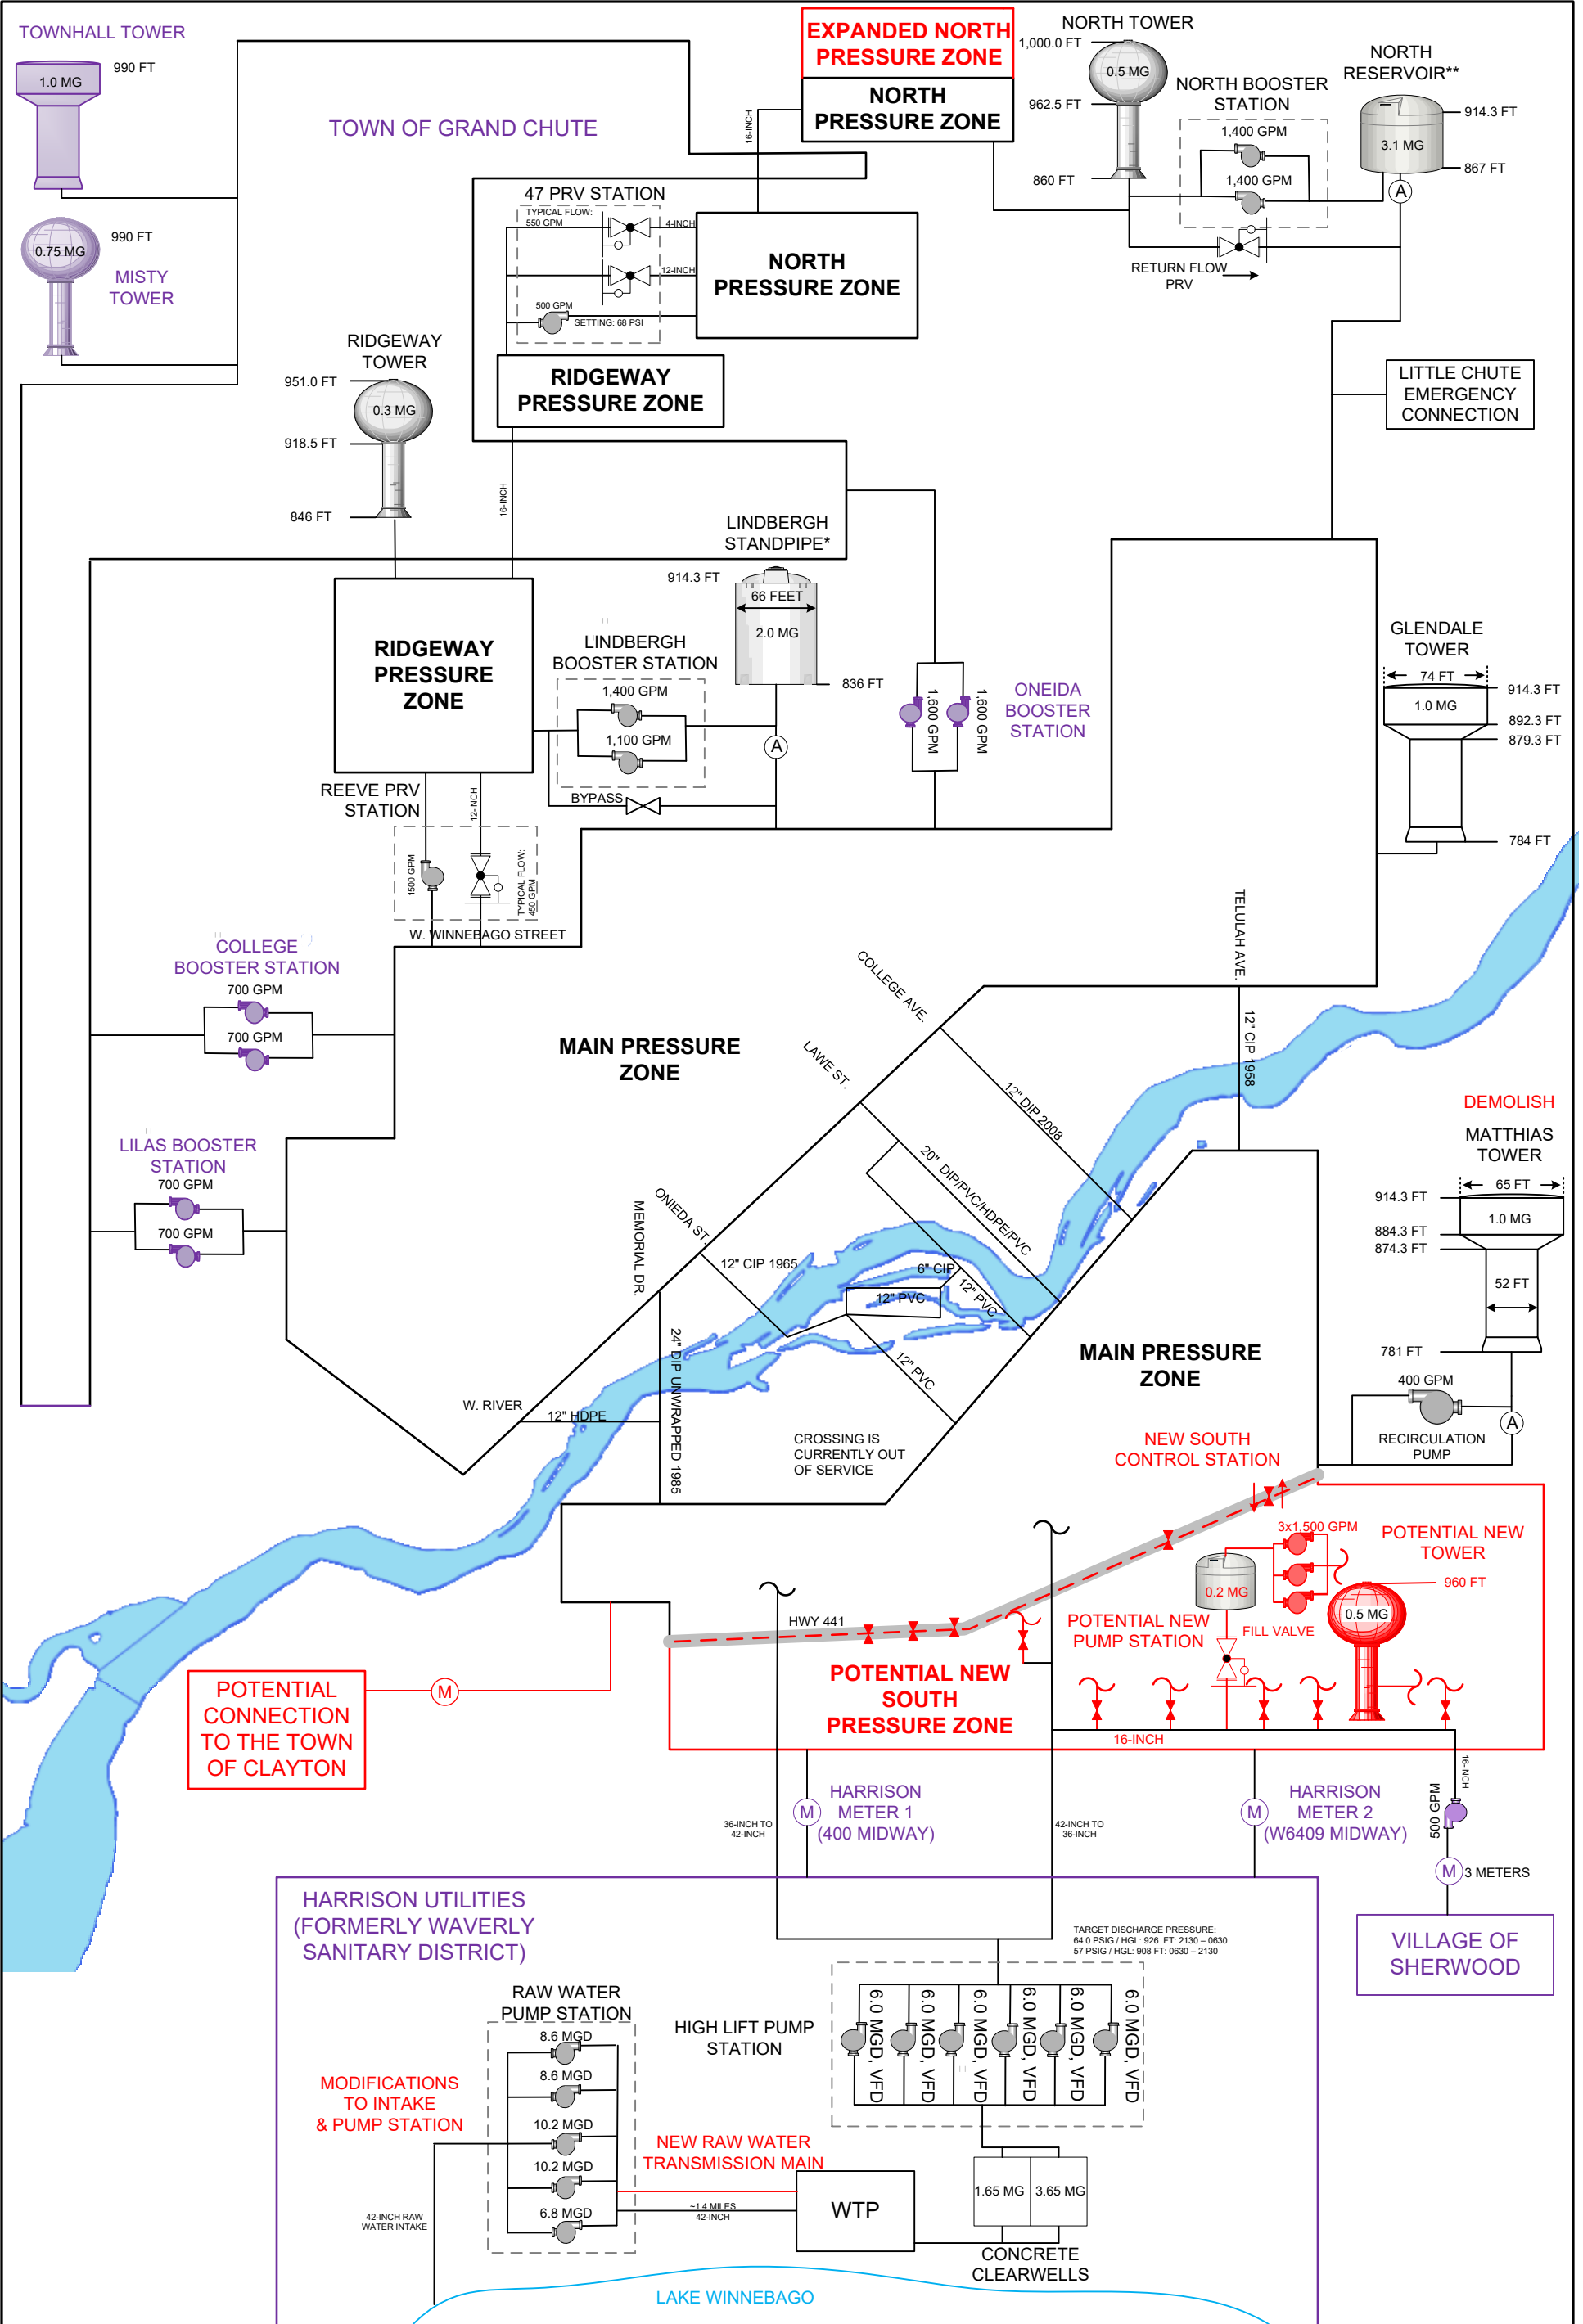 TOWNHALL TOWER
990 FT
1.0 MG
0.75 MG
990 FT
MISTY
TOWER
TOWN OF GRAND CHUTE
EXPANDED NORTH
PRESSURE ZONE
NORTH
PRESSURE ZONE
16-INCH
NORTH TOWER
1,000.0 FT
0.5 MG
962.5 FT
860 FT
NORTH BOOSTER
STATION
1,400 GPM
1,400 GPM
NORTH
RESERVOIR**
914.3 FT
3.1 MG
867 FT
A
RETURN FLOW
PRV
47 PRV STATION
TYPICAL FLOW:
550 GPM
4-INCH
12-INCH
500 GPM
SETTING: 68 PSI
NORTH
PRESSURE ZONE
RIDGEWAY
PRESSURE ZONE
RIDGEWAY
TOWER
951.0 FT
0.3 MG
918.5 FT
846 FT
16-INCH
LITTLE CHUTE
EMERGENCY
CONNECTION
LINDBERGH
STANDPIPE*
914.3 FT
66 FEET
2.0 MG
836 FT
A
RIDGEWAY
PRESSURE
ZONE
LINDBERGH
BOOSTER STATION
1,400 GPM
1,100 GPM
BYPASS
1,600 GPM
1,600 GPM
ONEIDA
BOOSTER
STATION
GLENDALE
TOWER
74 FT
914.3 FT
1.0 MG
892.3 FT
879.3 FT
784 FT
REEVE PRV
STATION
12-INCH
1500 GPM
TYPICAL FLOW:
450 GPM
W. WINNEBAGO STREET
COLLEGE
BOOSTER STATION
700 GPM
700 GPM
LILAS BOOSTER
STATION
700 GPM
700 GPM
MAIN PRESSURE
ZONE
TELULAH AVE.
12" CIP 1958
COLLEGE AVE.
12" DIP 2008
LAWE ST.
20" DIP/PVC/HDPE/PVC
ONIEDA ST.
12" CIP 1965
6" CIP
12" PVC
12" PVC
12" PVC
MEMORIAL DR.
24" DIP UNWRAPPED 1985
W. RIVER
12" HDPE
CROSSING IS
CURRENTLY OUT
OF SERVICE
MAIN PRESSURE
ZONE
DEMOLISH
MATTHIAS
TOWER
65 FT
914.3 FT
1.0 MG
884.3 FT
874.3 FT
52 FT
781 FT
400 GPM
A
RECIRCULATION
PUMP
NEW SOUTH
CONTROL STATION
3x1,500 GPM
POTENTIAL NEW
TOWER
960 FT
0.5 MG
0.2 MG
POTENTIAL NEW
PUMP STATION
FILL VALVE
HWY 441
POTENTIAL NEW
SOUTH
PRESSURE ZONE
16-INCH
POTENTIAL
CONNECTION
TO THE TOWN
OF CLAYTON
M
36-INCH TO
42-INCH
M
HARRISON
METER 1
(400 MIDWAY)
42-INCH TO
36-INCH
M
HARRISON
METER 2
(W6409 MIDWAY)
16-INCH
500 GPM
M
3 METERS
VILLAGE OF
SHERWOOD
HARRISON UTILITIES
(FORMERLY WAVERLY
SANITARY DISTRICT)
TARGET DISCHARGE PRESSURE:
64.0 PSIG / HGL: 926 FT: 2130 – 0630
57 PSIG / HGL: 908 FT: 0630 – 2130
RAW WATER
PUMP STATION
8.6 MGD
8.6 MGD
10.2 MGD
10.2 MGD
6.8 MGD
HIGH LIFT PUMP
STATION
6.0 MGD, VFD
6.0 MGD, VFD
6.0 MGD, VFD
6.0 MGD, VFD
6.0 MGD, VFD
6.0 MGD, VFD
MODIFICATIONS
TO INTAKE
& PUMP STATION
NEW RAW WATER
TRANSMISSION MAIN
~1.4 MILES
42-INCH
WTP
1.65 MG
3.65 MG
CONCRETE
CLEARWELLS
42-INCH RAW
WATER INTAKE
LAKE WINNEBAGO